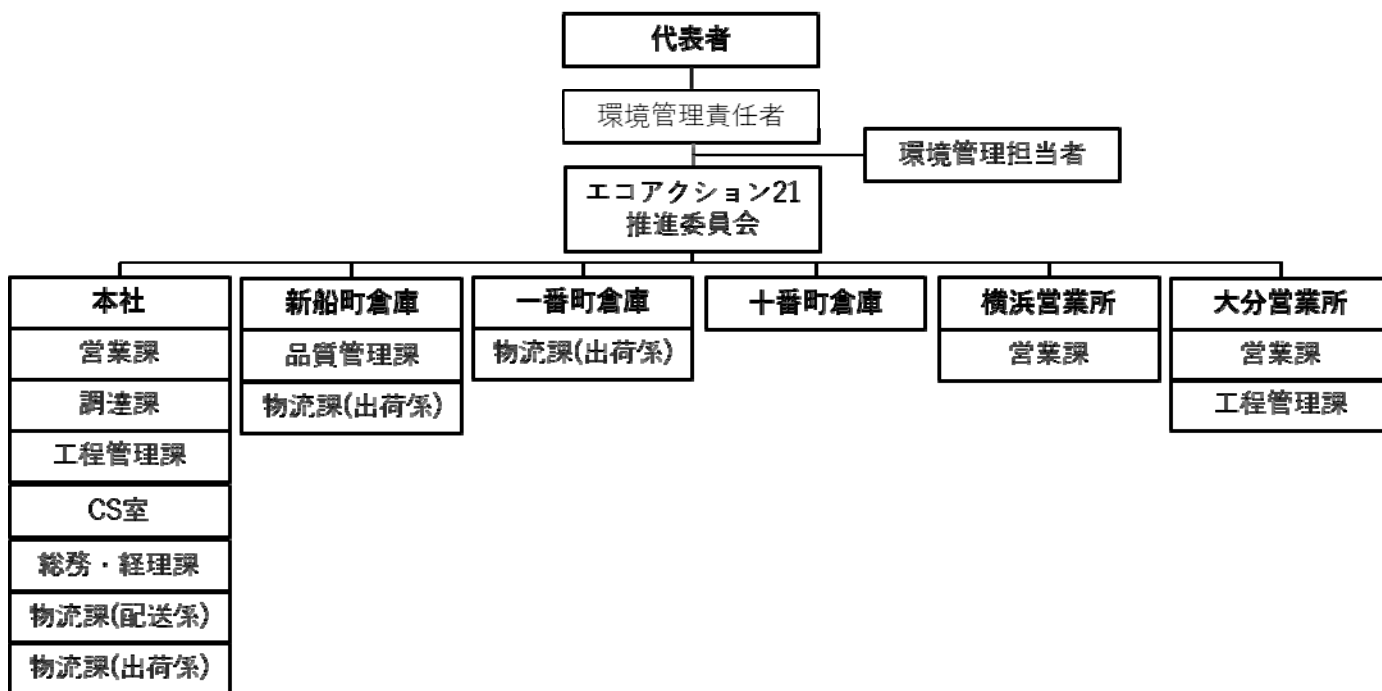 代表者
環境管理責任者
環境管理担当者
エコアクション21
推進委員会
本社
営業課
調達課
工程管理課
CS室
総務・経理課
物流課(配送係)
物流課(出荷係)
新船町倉庫
品質管理課
物流課(出荷係)
一番町倉庫
物流課(出荷係)
十番町倉庫
横浜営業所
営業課
大分営業所
営業課
工程管理課